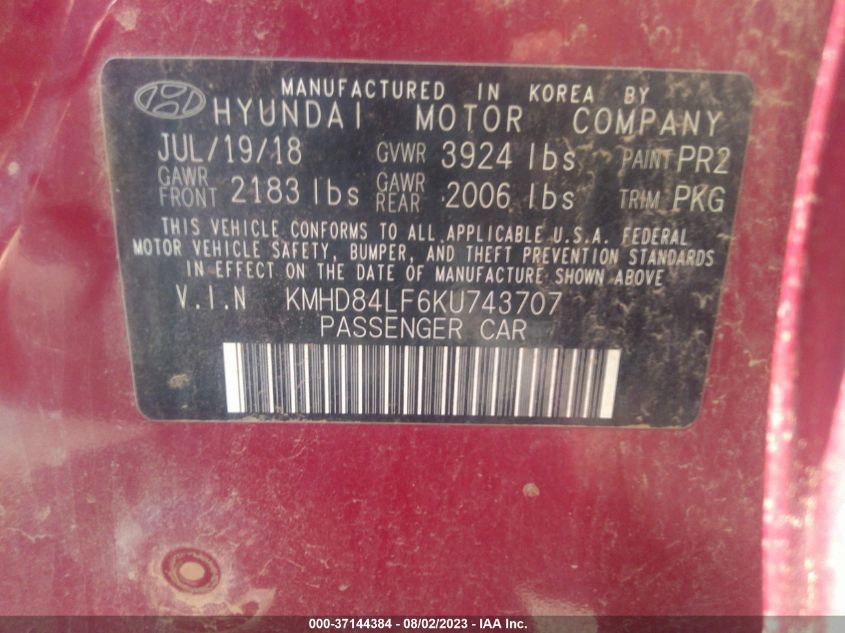 MANUFACTURED IN KOREA BY
HYUNDAI MOTOR COMPANY
JUL/19/18 GVWR 3924 lbs PAINT PR2
GAWR FRONT 2183 lbs GAWR REAR 2006 lbs TRIM PKG
THIS VEHICLE CONFORMS TO ALL APPLICABLE U.S.A. FEDERAL
MOTOR VEHICLE SAFETY, BUMPER, AND THEFT PREVENTION STANDARDS
IN EFFECT ON THE DATE OF MANUFACTURE SHOWN ABOVE
V.I.N KMHD84LF6KU743707
PASSENGER CAR
000-37144384 - 08/02/2023 - IAA Inc.